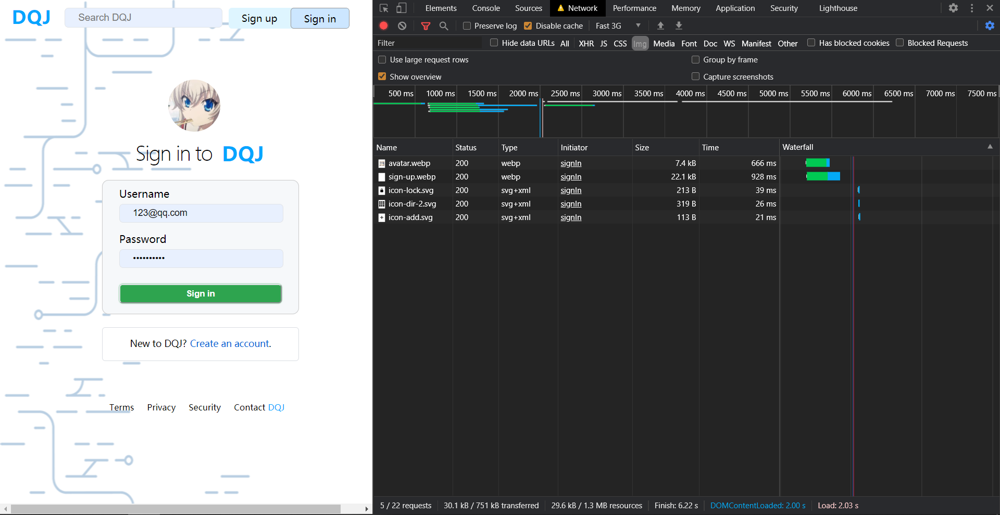 DQJ
Search DQJ
Sign up
Sign in
Sign in to DQJ
Username
123@qq.com
Password
••••••••••
Sign in
New to DQJ? Create an account.
Terms Privacy Security Contact DQJ
Elements Console Sources Network Performance Memory Application Security Lighthouse
Preserve log Disable cache Fast 3G
Filter Hide data URLs All XHR JS CSS Img Media Font Doc WS Manifest Other Has blocked cookies Blocked Requests
Use large request rows Group by frame
Show overview Capture screenshots
500 ms 1000 ms 1500 ms 2000 ms 2500 ms 3000 ms 3500 ms 4000 ms 4500 ms 5000 ms 5500 ms 6000 ms 6500 ms 7000 ms 7500 ms
Name Status Type Initiator Size Time Waterfall
avatar.webp 200 webp signIn 7.4 kB 666 ms
sign-up.webp 200 webp signIn 22.1 kB 928 ms
icon-lock.svg 200 svg+xml signIn 213 B 39 ms
icon-dir-2.svg 200 svg+xml signIn 319 B 26 ms
icon-add.svg 200 svg+xml signIn 113 B 21 ms
5 / 22 requests 30.1 kB / 751 kB transferred 29.6 kB / 1.3 MB resources Finish: 6.22 s DOMContentLoaded: 2.00 s Load: 2.03 s